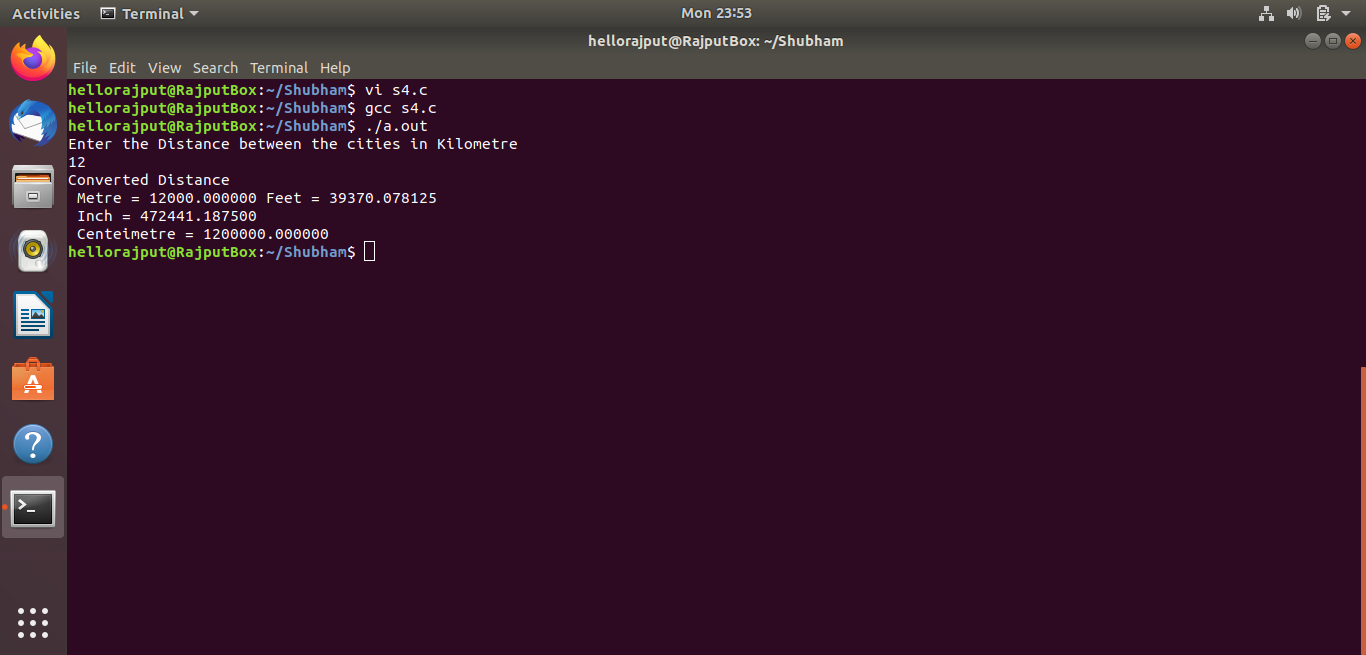 Activities Terminal Mon 23:53
hellorajput@RajputBox: ~/Shubham
File Edit View Search Terminal Help
hellorajput@RajputBox:~/Shubham$ vi s4.c
hellorajput@RajputBox:~/Shubham$ gcc s4.c
hellorajput@RajputBox:~/Shubham$ ./a.out
Enter the Distance between the cities in Kilometre
12
Converted Distance
Metre = 12000.000000 Feet = 39370.078125
Inch = 472441.187500
Centeimetre = 1200000.000000
hellorajput@RajputBox:~/Shubham$